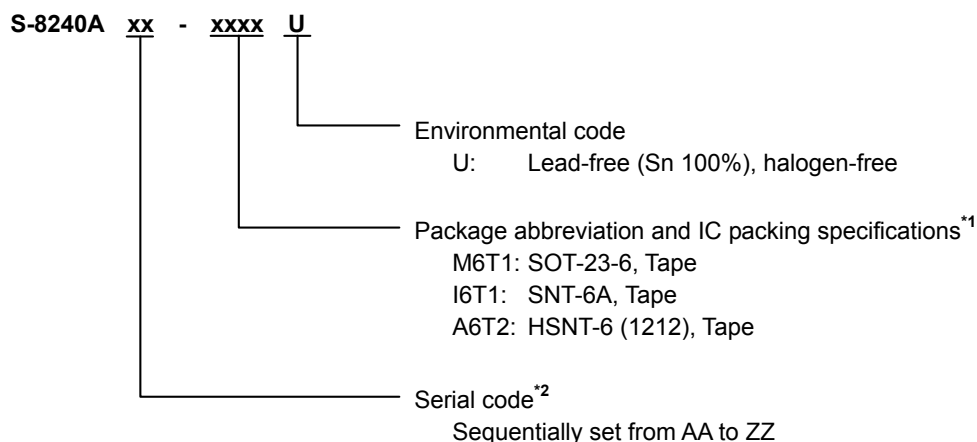 S-8240A xx - xxxx U
Environmental code
U: Lead-free (Sn 100%), halogen-free
Package abbreviation and IC packing specifications*1
M6T1: SOT-23-6, Tape
I6T1: SNT-6A, Tape
A6T2: HSNT-6 (1212), Tape
Serial code*2
Sequentially set from AA to ZZ